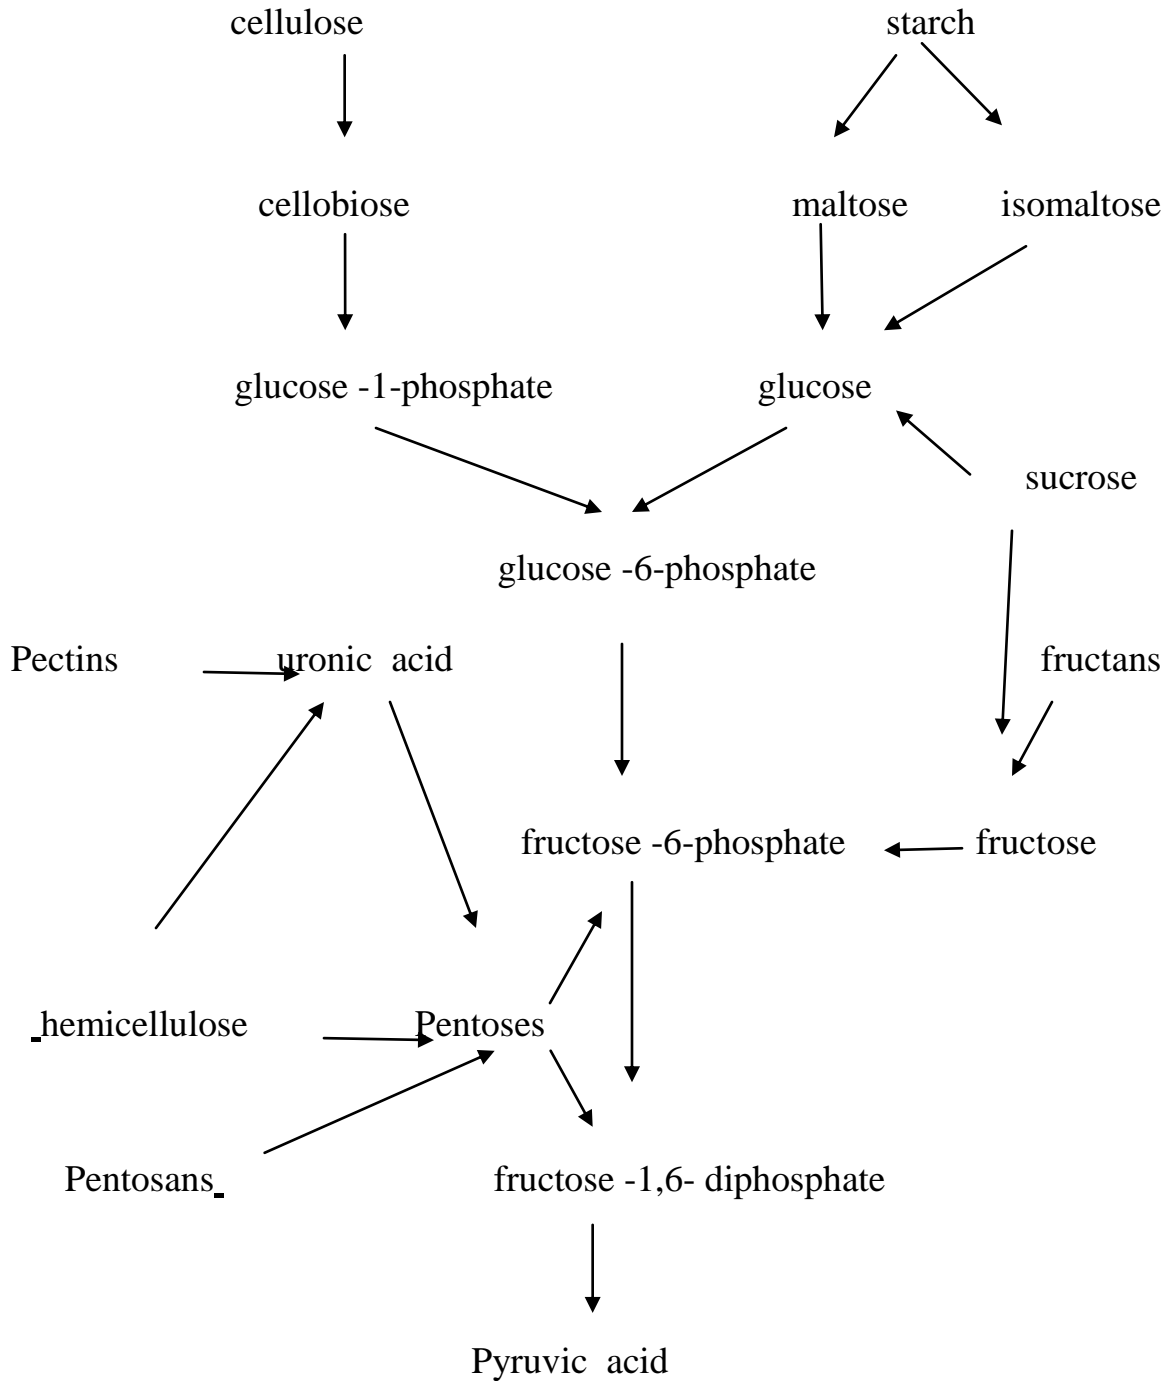 cellulose starch
cellobiose maltose isomaltose
glucose -1-phosphate glucose
sucrose
glucose -6-phosphate
Pectins uronic acid fructans
fructose -6-phosphate fructose
hemicellulose Pentoses
Pentosans fructose -1,6- diphosphate
Pyruvic acid